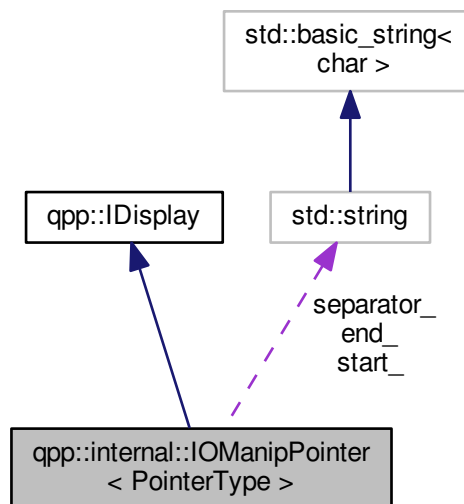 std::basic_string<
char >
qpp::IDisplay
std::string
separator_
end_
start_
qpp::internal::IOManipPointer
< PointerType >